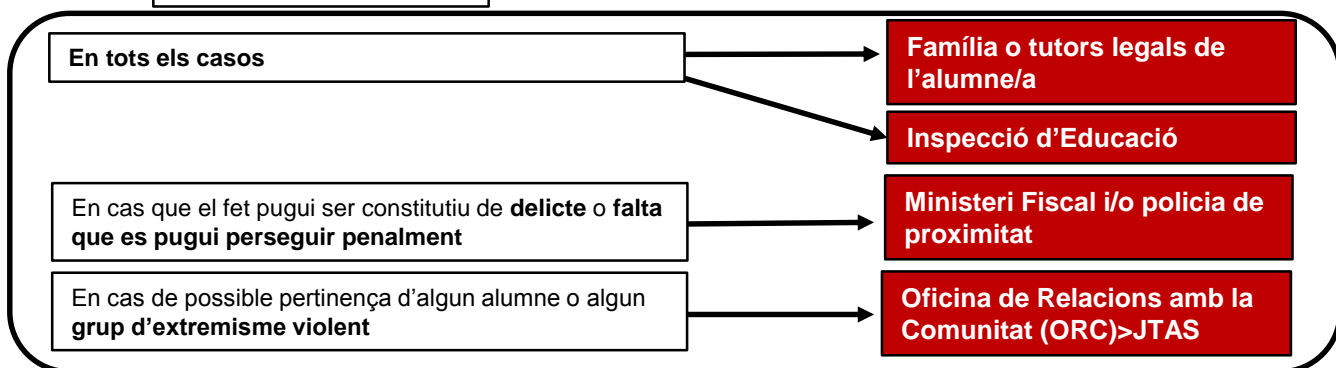 En tots els casos
Família o tutors legals de
l’alumne/a
Inspecció d’Educació
En cas que el fet pugui ser constitutiu de delicte o falta
que es pugui perseguir penalment
Ministeri Fiscal i/o policia de
proximitat
En cas de possible pertinença d’algun alumne o algun
grup d’extremisme violent
Oficina de Relacions amb la
Comunitat (ORC)>JTAS